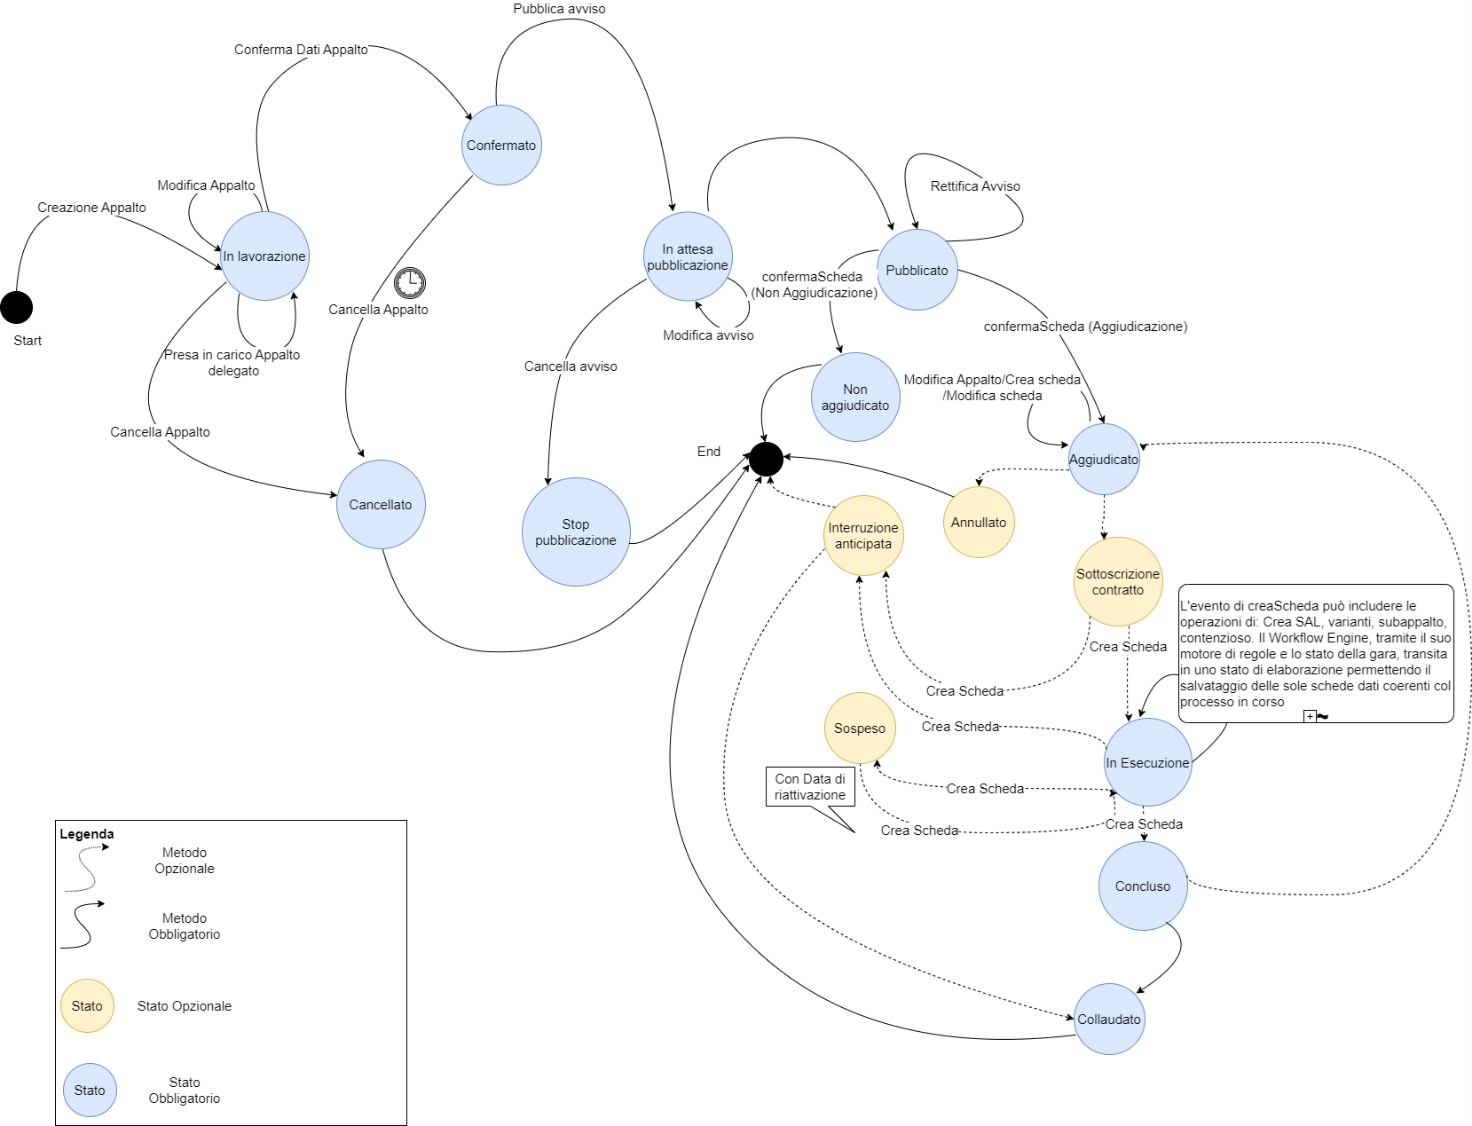 Pubblica avviso
Conferma Dati Appalto
Confermato
Modifica Appalto
Creazione Appalto
Rettifica Avviso
In lavorazione
In attesa
pubblicazione
Pubblicato
confermaScheda
(Non Aggiudicazione)
Cancella Appalto
Start
Modifica avviso
confermaScheda (Aggiudicazione)
Presa in carico Appalto
delegato
Cancella avviso
Non
aggiudicato
Modifica Appalto/Crea scheda
/Modifica scheda
Cancella Appalto
End
Aggiudicato
Cancellato
Stop
pubblicazione
Interruzione
anticipata
Annullato
Sottoscrizione
contratto
L'evento di creaScheda può includere le
operazioni di: Crea SAL, varianti, subappalto,
contenzioso. Il Workflow Engine, tramite il suo
motore di regole e lo stato della gara, transita
in uno stato di elaborazione permettendo il
salvataggio delle sole schede dati coerenti col
processo in corso
Crea Scheda
Crea Scheda
Sospeso
Crea Scheda
In Esecuzione
Con Data di
riattivazione
Crea Scheda
Crea Scheda
Crea Scheda
Concluso
Collaudato
Legenda
Metodo
Opzionale
Metodo
Obbligatorio
Stato
Stato Opzionale
Stato
Stato
Obbligatorio